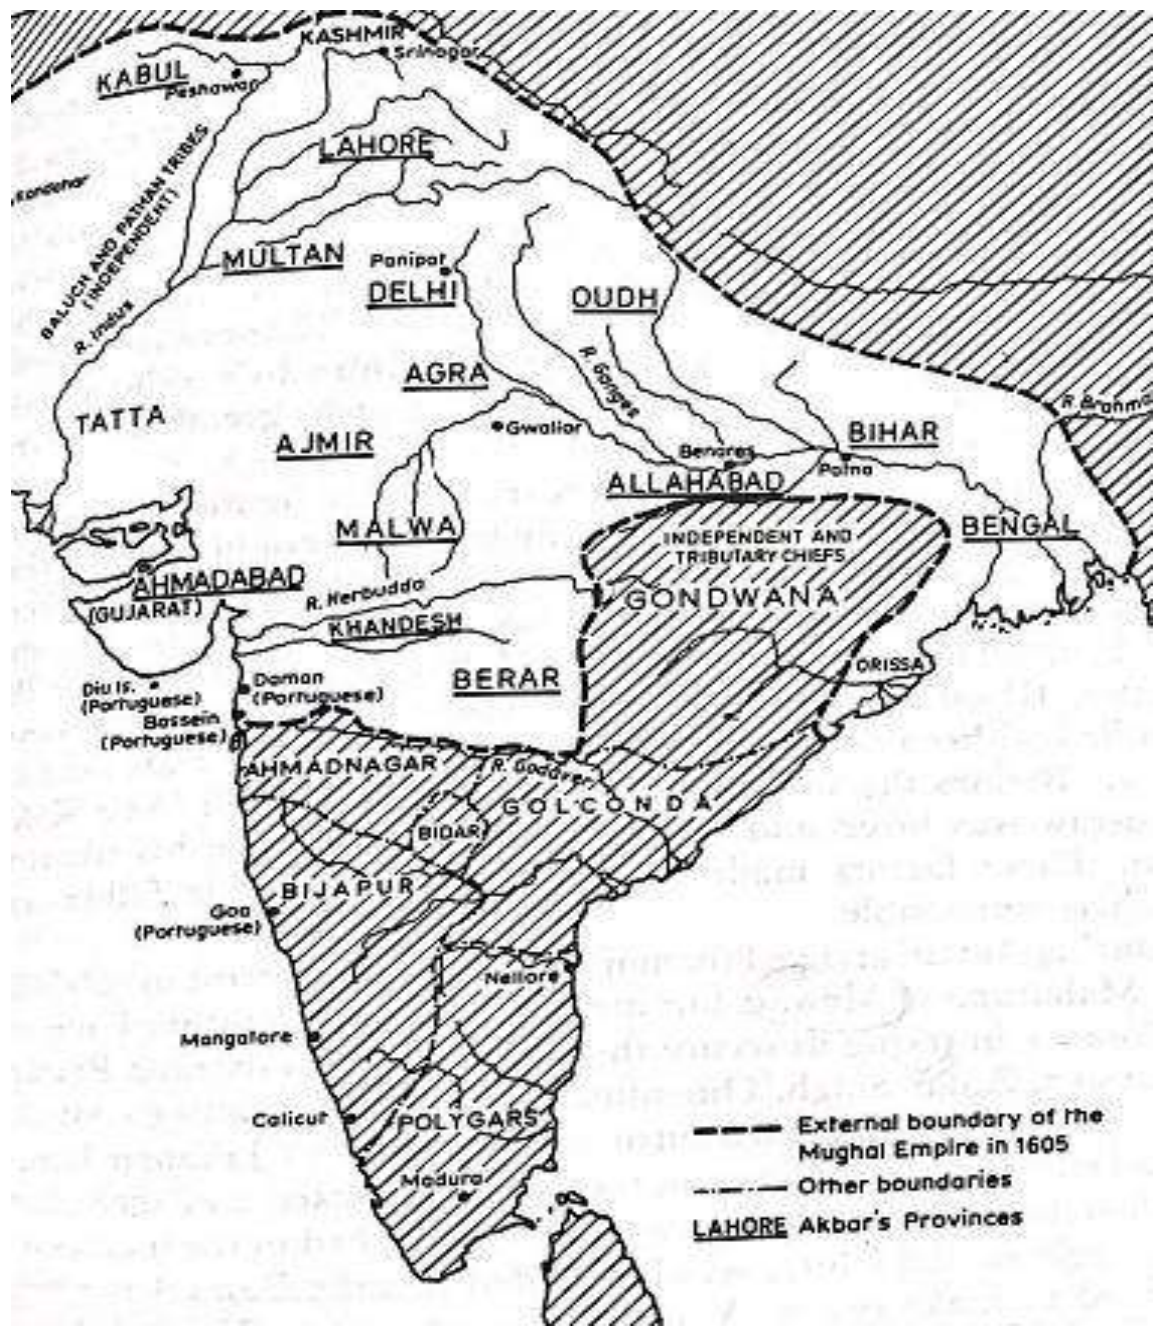 KASHMIR
Srinagar
KABUL
Peshawar
LAHORE
Kandahar
BALUCH AND PATHAN TRIBES
(INDEPENDENT)
MULTAN
Panipat
DELHI
OUDH
R. Indus
R. Ganges
AGRA
TATTA
AJMIR
Gwalior
R. Brahma
BIHAR
Benares
Patna
ALLAHABAD
MALWA
BENGAL
INDEPENDENT AND
TRIBUTARY CHIEFS
AHMADABAD
(GUJARAT)
R. Nerbudda
GONDWANA
KHANDESH
ORISSA
BERAR
Diu Is.
(Portuguese)
Daman
(Portuguese)
Bassein
(Portuguese)
AHMADNAGAR
R. Godavery
GOLCONDA
BIDAR
BIJAPUR
Goa
(Portuguese)
Nellore
Mangalore
Calicut
POLYGARS
Madura
External boundary of the
Mughal Empire in 1605
Other boundaries
LAHORE Akbar's Provinces